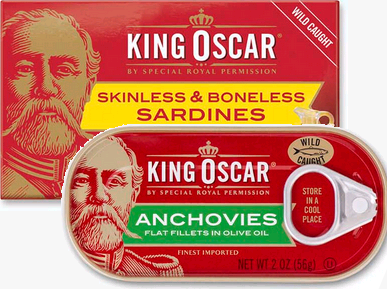 WILD CAUGHT
KING OSCAR®
BY SPECIAL ROYAL PERMISSION
SKINLESS & BONELESS
SARDINES
KING OSCAR®
BY SPECIAL ROYAL PERMISSION
WILD
CAUGHT
ANCHOVIES
FLAT FILLETS IN OLIVE OIL
STORE
IN A
COOL
PLACE
FINEST IMPORTED
NET WT 2 OZ (56g)